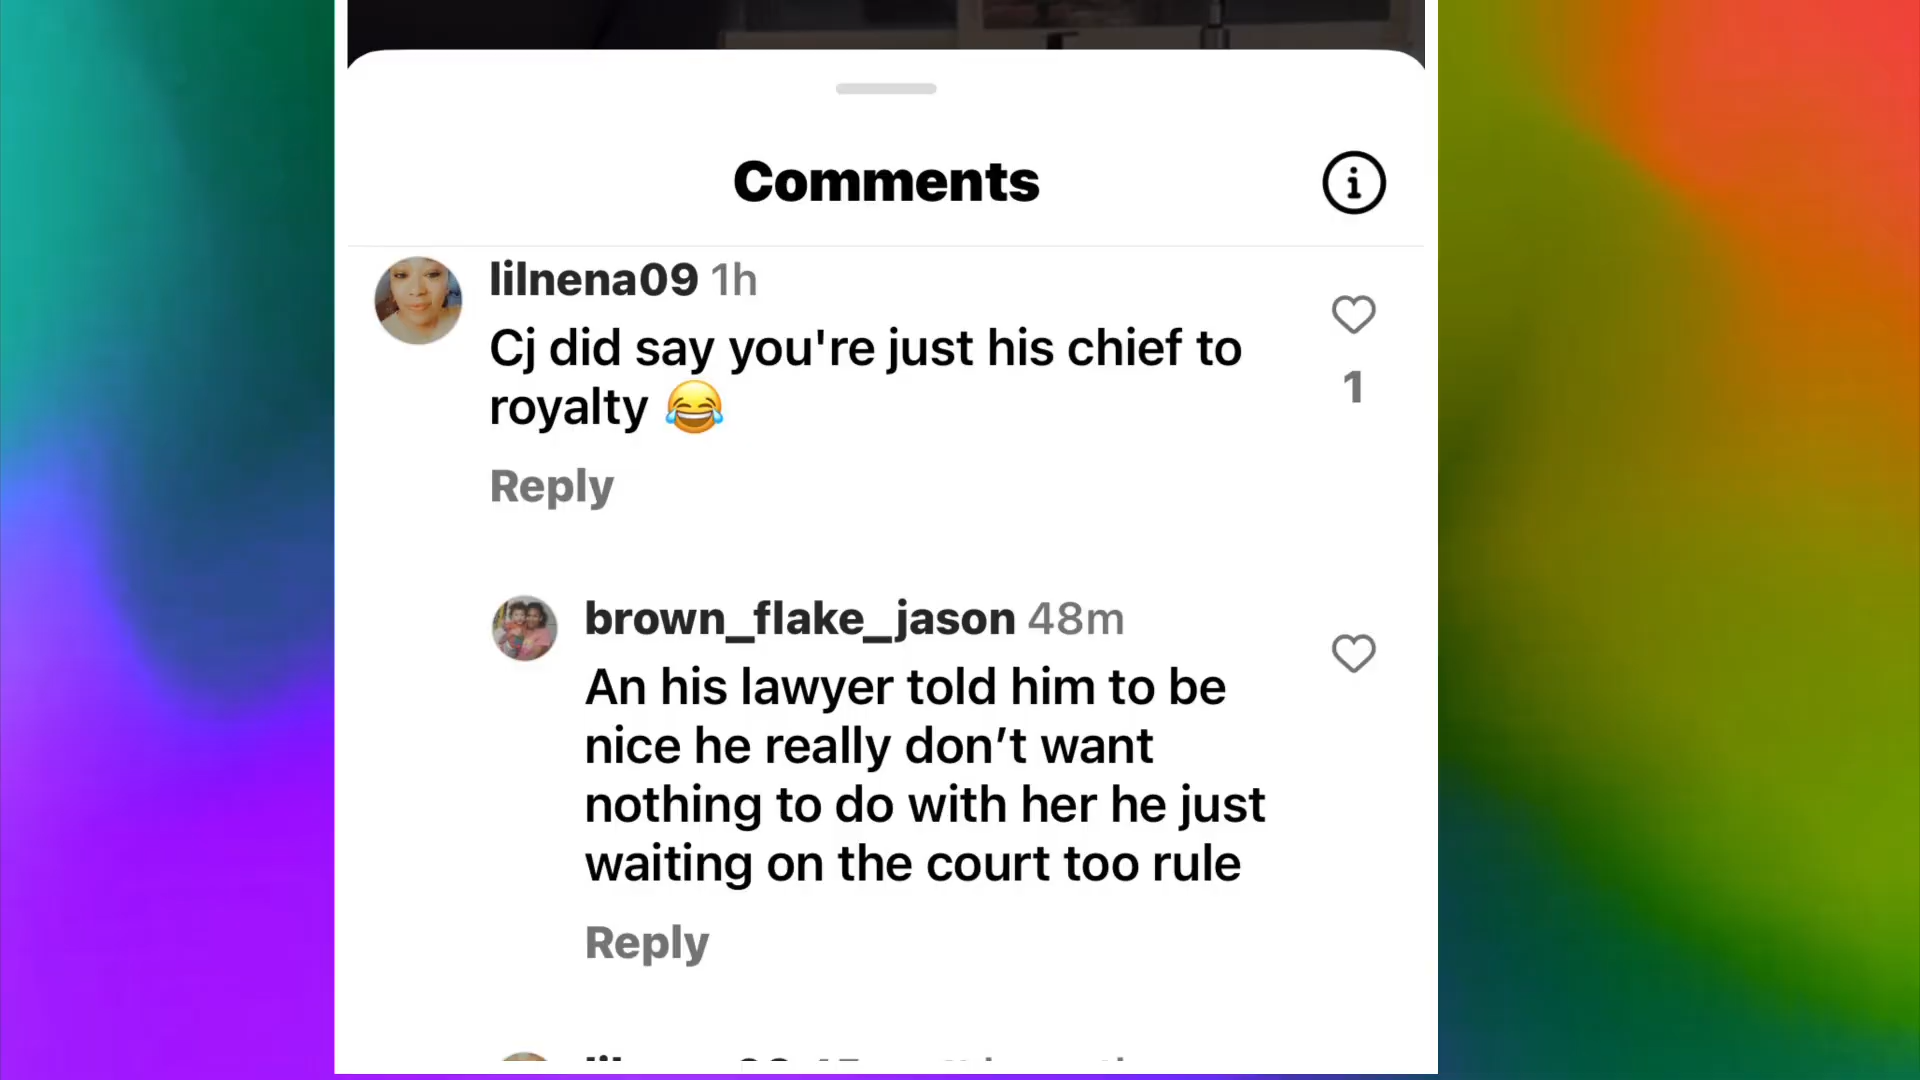 Comments
lilnena09 1h
Cj did say you're just his chief to
royalty 😂
1
Reply
brown_flake_jason 48m
An his lawyer told him to be
nice he really don’t want
nothing to do with her he just
waiting on the court too rule
Reply